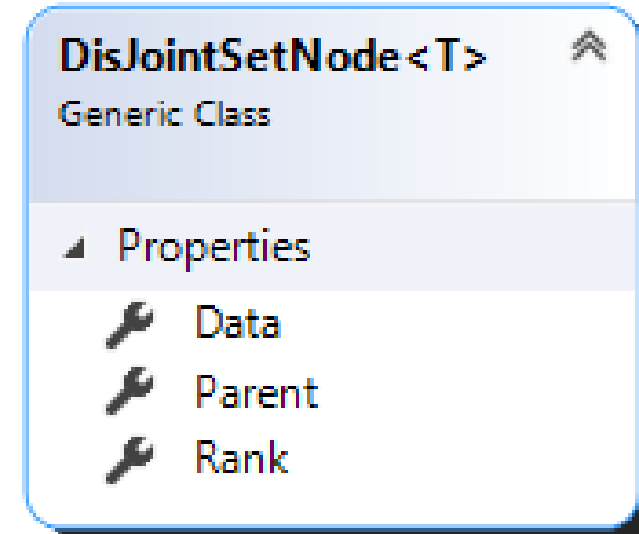 DisJointSetNode<T>
Generic Class
Properties
Data
Parent
Rank